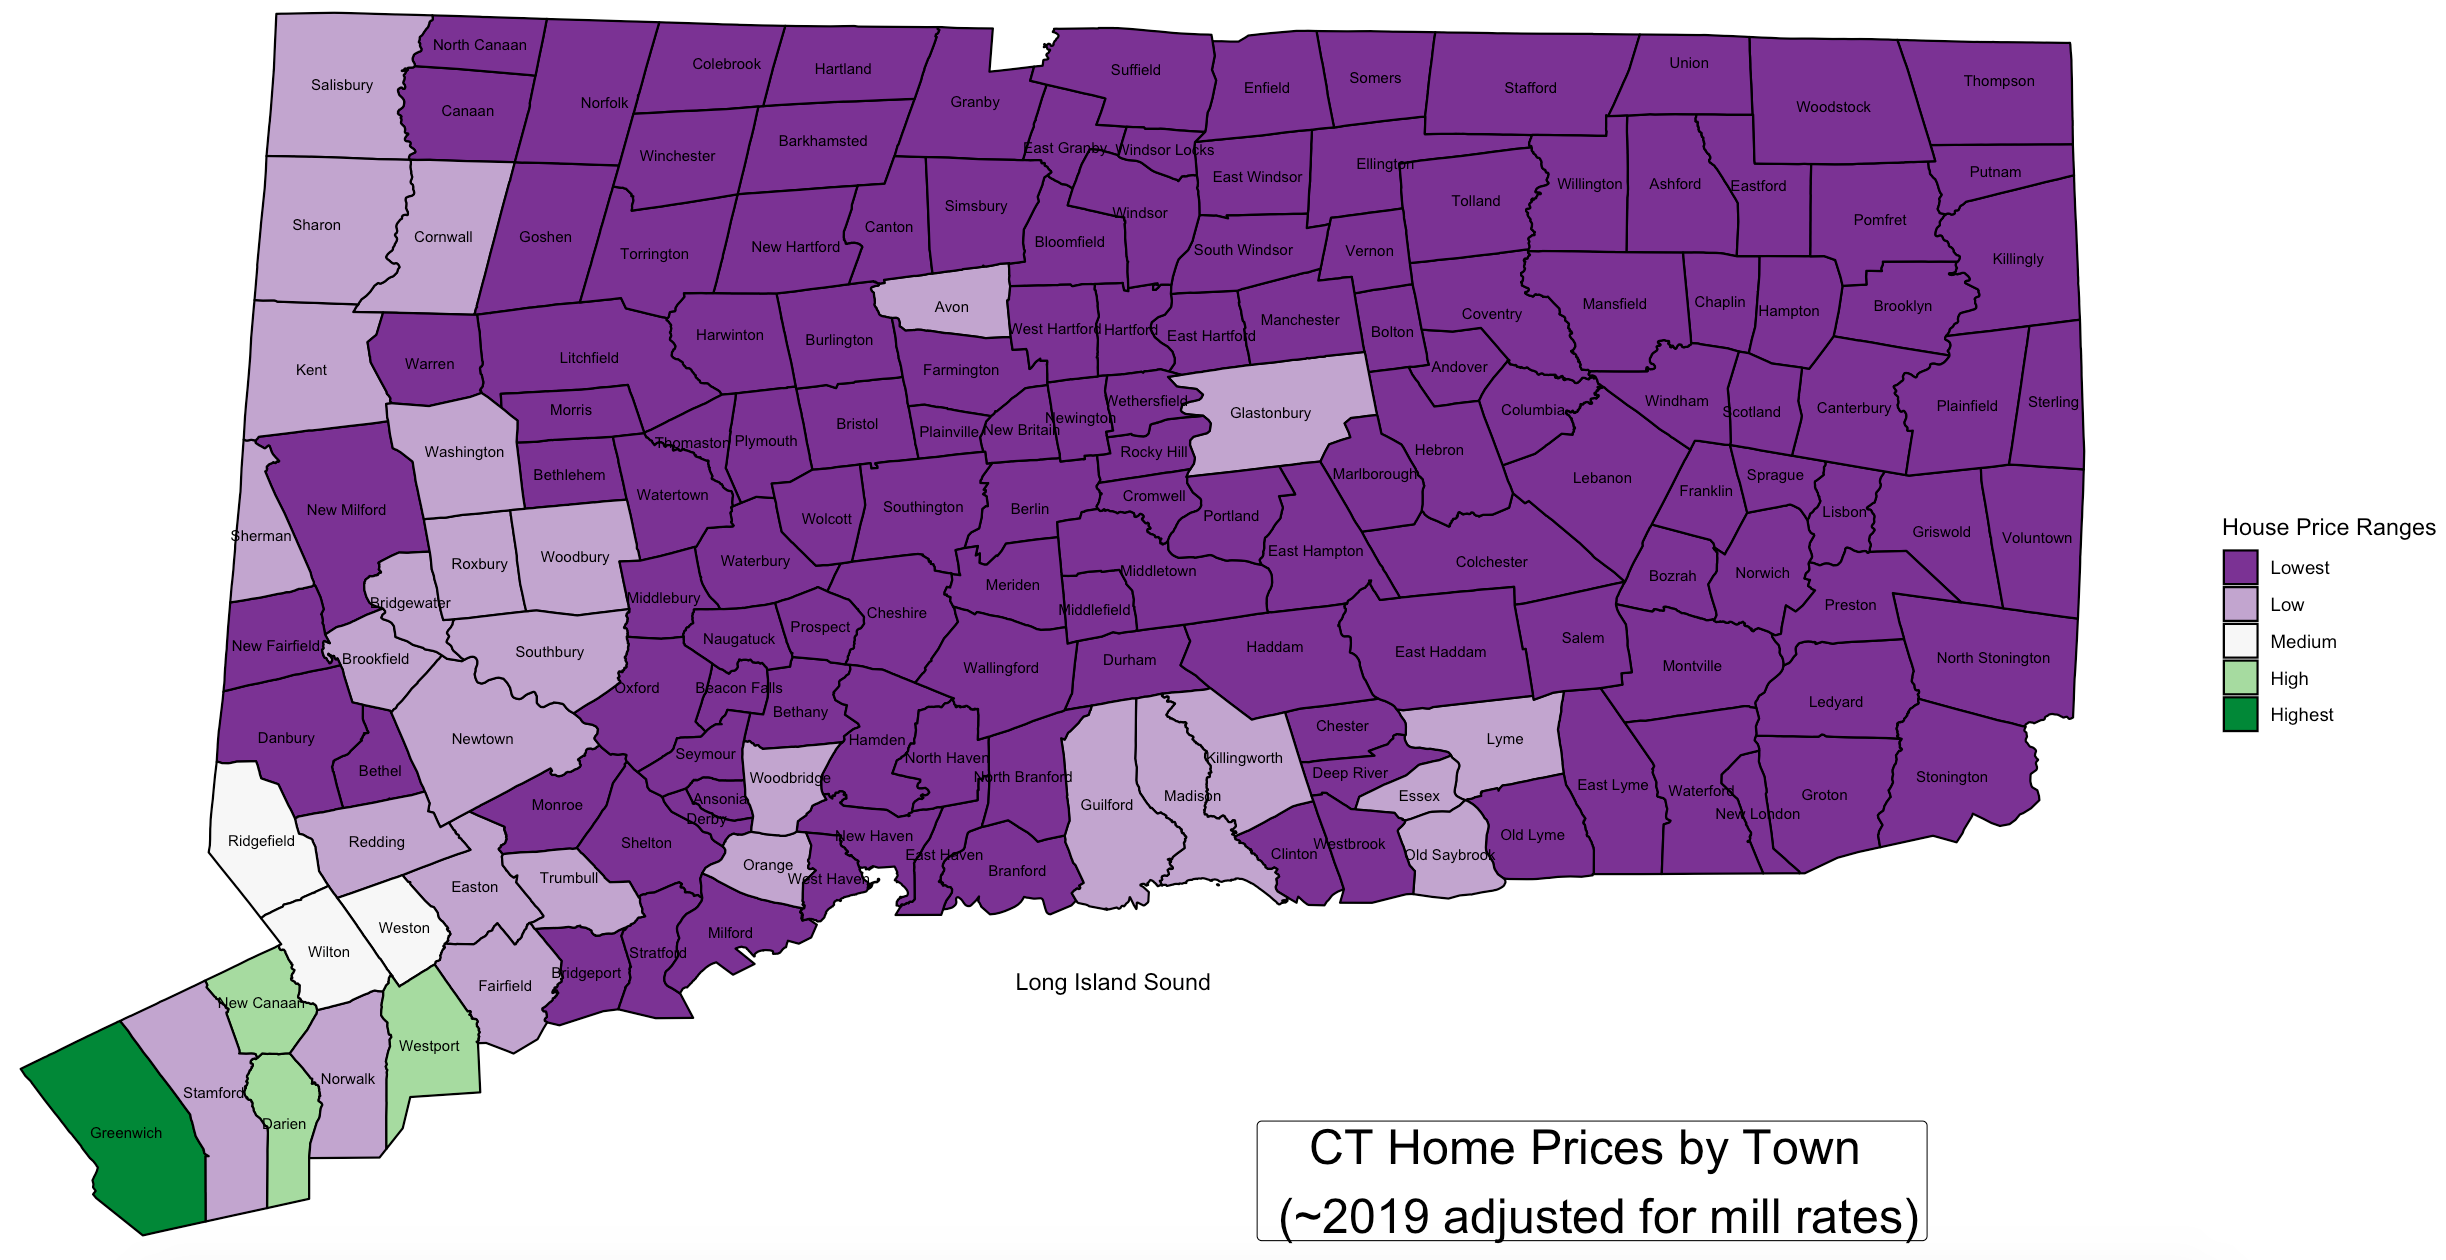 North Canaan
Salisbury
Canaan
Norfolk
Colebrook
Hartland
Granby
Suffield
Enfield
Somers
Stafford
Union
Woodstock
Thompson
Winchester
Barkhamsted
East Granby
Windsor Locks
East Windsor
Ellington
Tolland
Willington
Ashford
Eastford
Pomfret
Putnam
Sharon
Cornwall
Goshen
Torrington
New Hartford
Canton
Simsbury
Bloomfield
Windsor
South Windsor
Vernon
Killingly
Kent
Warren
Litchfield
Harwinton
Burlington
Avon
West Hartford
Hartford
East Hartford
Manchester
Bolton
Coventry
Mansfield
Chaplin
Hampton
Brooklyn
Morris
Farmington
Andover
Washington
Bethlehem
Thomaston
Plymouth
Bristol
Plainville
New Britain
Newington
Wethersfield
Rocky Hill
Glastonbury
Marlborough
Hebron
Columbia
Windham
Scotland
Canterbury
Plainfield
Sterling
New Milford
Watertown
Wolcott
Southington
Berlin
Cromwell
Portland
East Hampton
Lebanon
Franklin
Sprague
Lisbon
Griswold
Voluntown
Sherman
Roxbury
Woodbury
Waterbury
Meriden
Middletown
Colchester
Bozrah
Norwich
Preston
Bridgewater
Middlebury
Naugatuck
Prospect
Cheshire
Middlefield
New Fairfield
Brookfield
Southbury
Oxford
Beacon Falls
Bethany
Wallingford
Durham
Haddam
East Haddam
Salem
Montville
Ledyard
North Stonington
Danbury
Bethel
Newtown
Seymour
Woodbridge
Hamden
North Haven
North Branford
Guilford
Madison
Killingworth
Chester
Deep River
Essex
Lyme
East Lyme
Waterford
New London
Groton
Stonington
Ridgefield
Redding
Monroe
Shelton
Ansonia
Derby
Orange
New Haven
West Haven
East Haven
Branford
Clinton
Westbrook
Old Saybrook
Old Lyme
Easton
Trumbull
Weston
Wilton
Fairfield
Bridgeport
Stratford
Milford
New Canaan
Westport
Norwalk
Stamford
Darien
Greenwich
Long Island Sound
House Price Ranges
Lowest
Low
Medium
High
Highest
CT Home Prices by Town
(~2019 adjusted for mill rates)